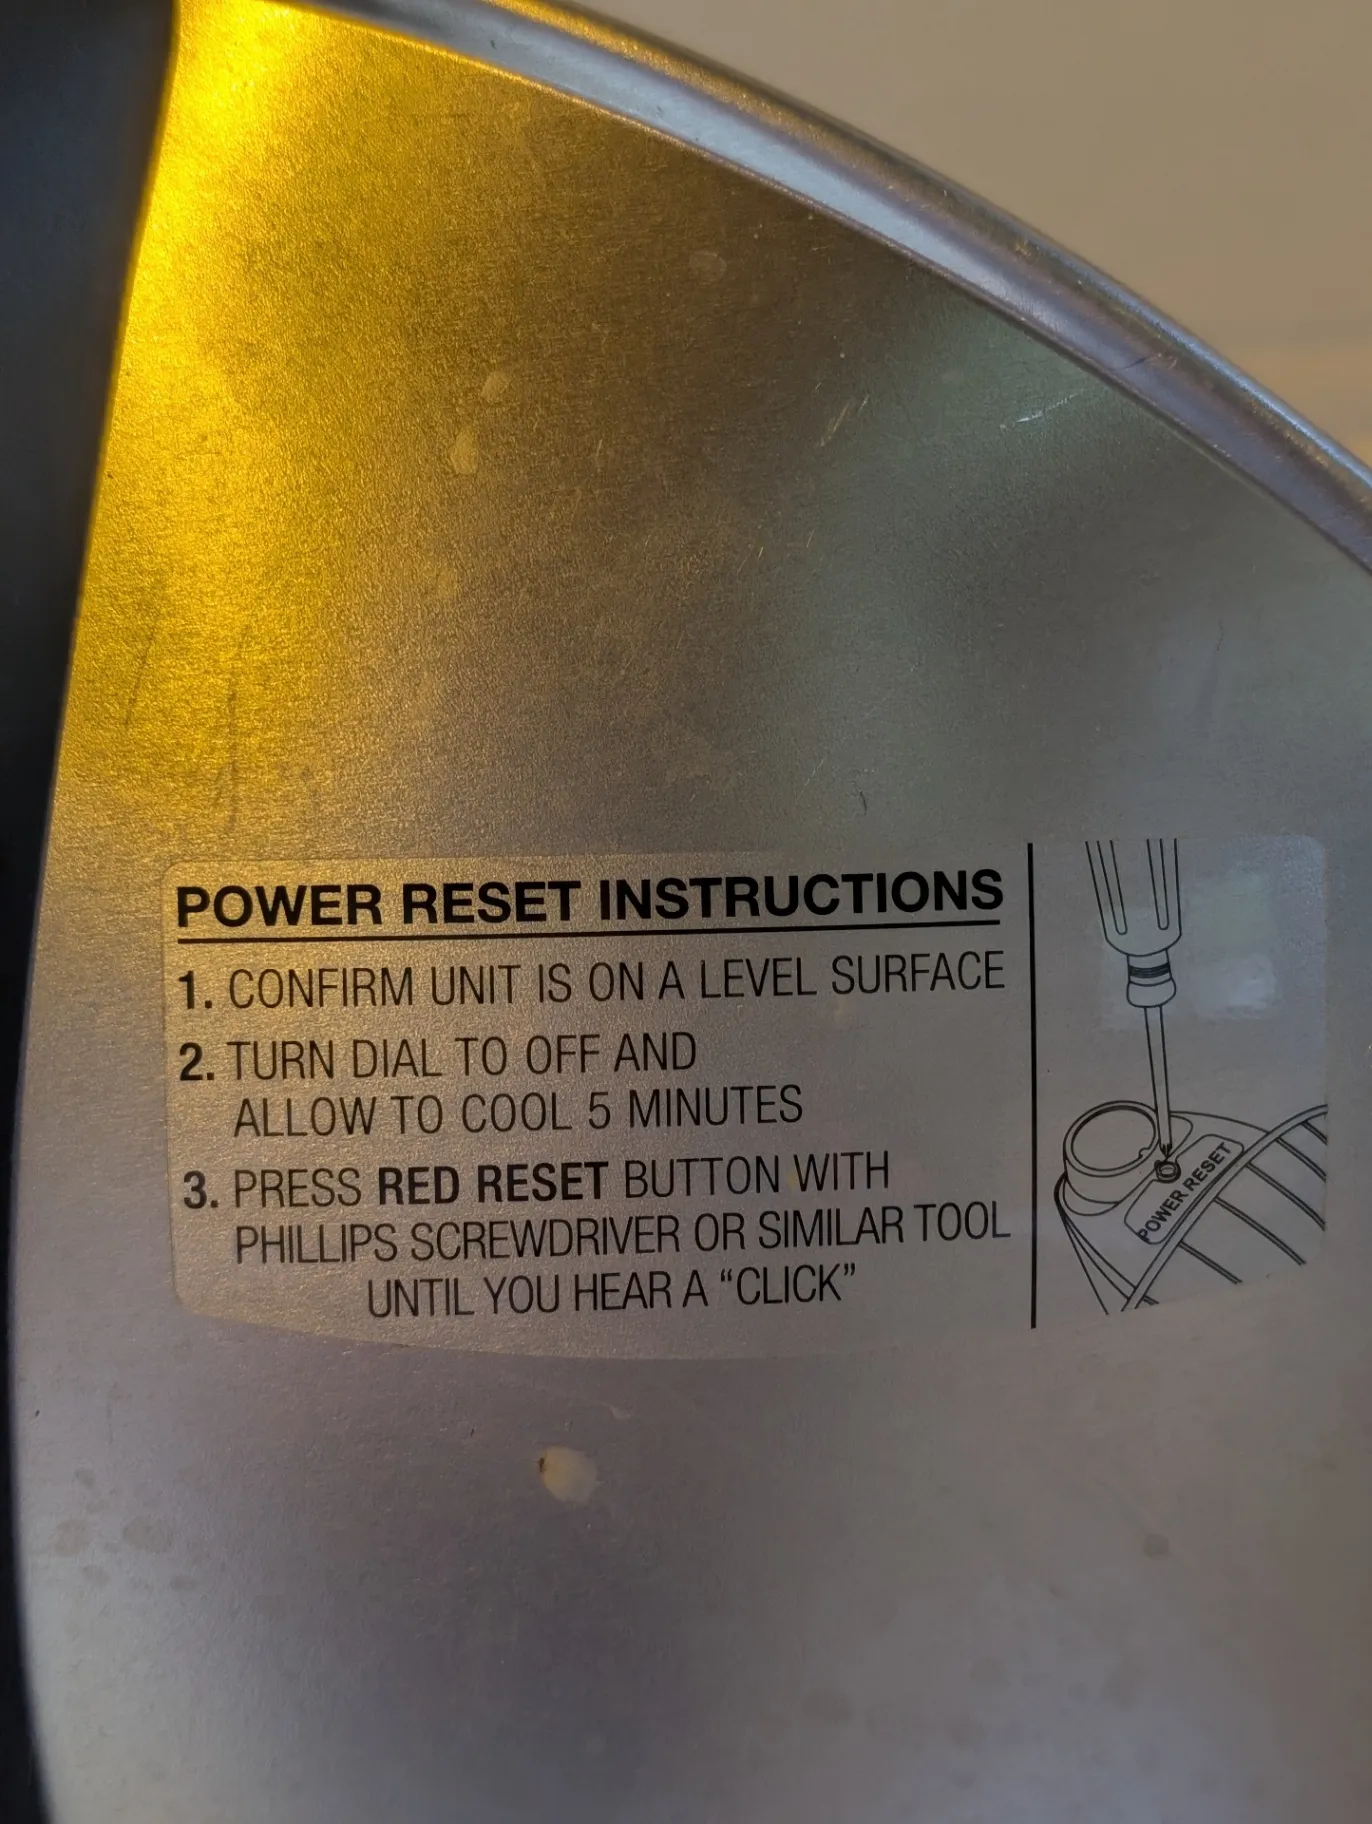 POWER RESET INSTRUCTIONS
1. CONFIRM UNIT IS ON A LEVEL SURFACE
2. TURN DIAL TO OFF AND
ALLOW TO COOL 5 MINUTES
3. PRESS RED RESET BUTTON WITH
PHILLIPS SCREWDRIVER OR SIMILAR TOOL
UNTIL YOU HEAR A “CLICK”
POWER RESET